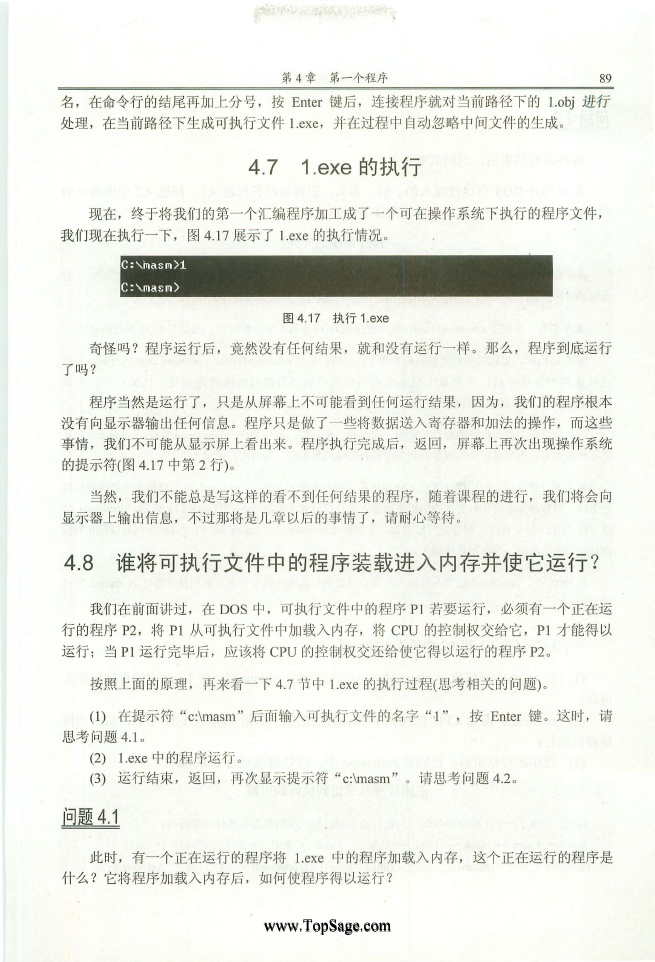 第 4 章 第一个程序 89
名，在命令行的结尾再加上分号，按 Enter 键后，连接程序就对当前路径下的 1.obj 进行
处理，在当前路径下生成可执行文件 1.exe，并在过程中自动忽略中间文件的生成。
4.7 1.exe 的执行
现在，终于将我们的第一个汇编程序加工成了一个可在操作系统下执行的程序文件，
我们现在执行一下，图 4.17 展示了 1.exe 的执行情况。
C:\masm>1
C:\masm>
图 4.17 执行 1.exe
奇怪吗？程序运行后，竟然没有任何结果，就和没有运行一样。那么，程序到底运行
了吗？
程序当然是运行了，只是从屏幕上不可能看到任何运行结果，因为，我们的程序根本
没有向显示器输出任何信息。程序只是做了一些将数据送入寄存器和加法的操作，而这些
事情，我们不可能从显示屏上看出来。程序执行完成后，返回，屏幕上再次出现操作系统
的提示符(图 4.17 中第 2 行)。
当然，我们不能总是写这样的看不到任何结果的程序，随着课程的进行，我们将会向
显示器上输出信息，不过那将是几章以后的事情了，请耐心等待。
4.8 谁将可执行文件中的程序装载进入内存并使它运行？
我们在前面讲过，在 DOS 中，可执行文件中的程序 P1 若要运行，必须有一个正在运
行的程序 P2，将 P1 从可执行文件中加载入内存，将 CPU 的控制权交给它，P1 才能得以
运行；当 P1 运行完毕后，应该将 CPU 的控制权交还给使它得以运行的程序 P2。
按照上面的原理，再来看一下 4.7 节中 1.exe 的执行过程(思考相关的问题)。
(1) 在提示符“c:\masm”后面输入可执行文件的名字“1”，按 Enter 键。这时，请
思考问题 4.1。
(2) 1.exe 中的程序运行。
(3) 运行结束，返回，再次显示提示符“c:\masm”。请思考问题 4.2。
问题 4.1
此时，有一个正在运行的程序将 1.exe 中的程序加载入内存，这个正在运行的程序是
什么？它将程序加载入内存后，如何使程序得以运行？
www.TopSage.com